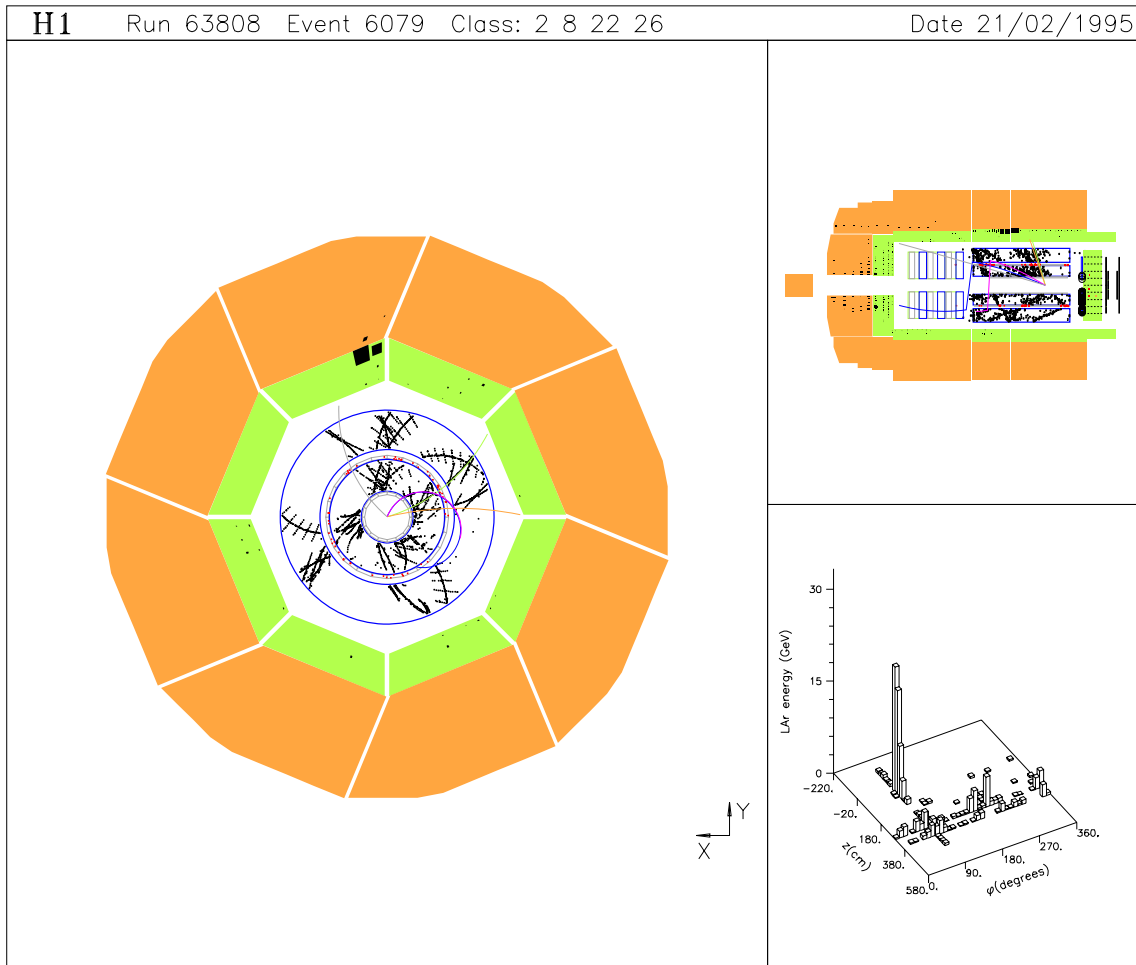 H1 Run 63808 Event 6079 Class: 2 8 22 26 Date 21/02/1995
Y
X
LAr energy (GeV)
30
15
0
-220.
-20.
180.
380.
580.
z(cm)
0.
90.
180.
270.
360.
φ(degrees)